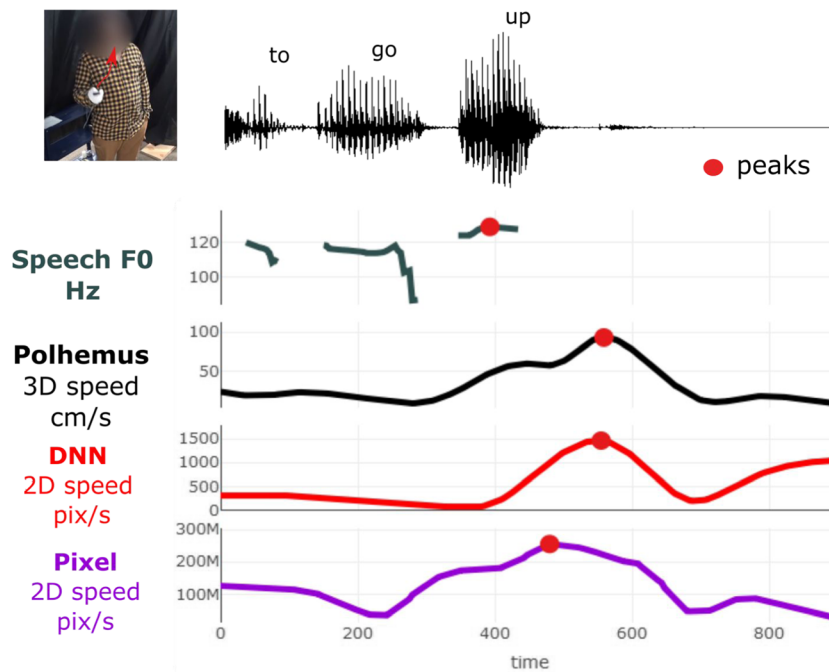 to
go
up
peaks
Speech F0
Hz
120
100
Polhemus
3D speed
cm/s
100
50
DNN
2D speed
pix/s
1500
1000
500
0
Pixel
2D speed
pix/s
300M
200M
100M
0
200
400
600
800
time